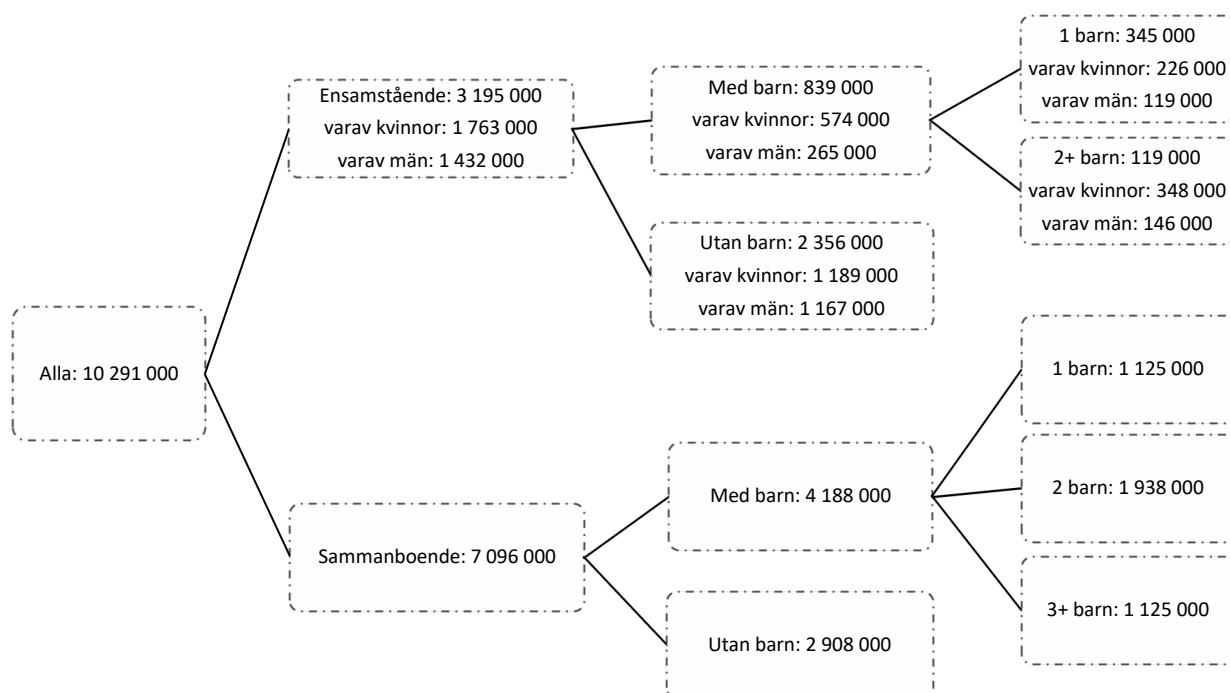 Alla: 10 291 000
Ensamstående: 3 195 000
varav kvinnor: 1 763 000
varav män: 1 432 000
Med barn: 839 000
varav kvinnor: 574 000
varav män: 265 000
1 barn: 345 000
varav kvinnor: 226 000
varav män: 119 000
2+ barn: 119 000
varav kvinnor: 348 000
varav män: 146 000
Utan barn: 2 356 000
varav kvinnor: 1 189 000
varav män: 1 167 000
Sammanboende: 7 096 000
Med barn: 4 188 000
1 barn: 1 125 000
2 barn: 1 938 000
3+ barn: 1 125 000
Utan barn: 2 908 000